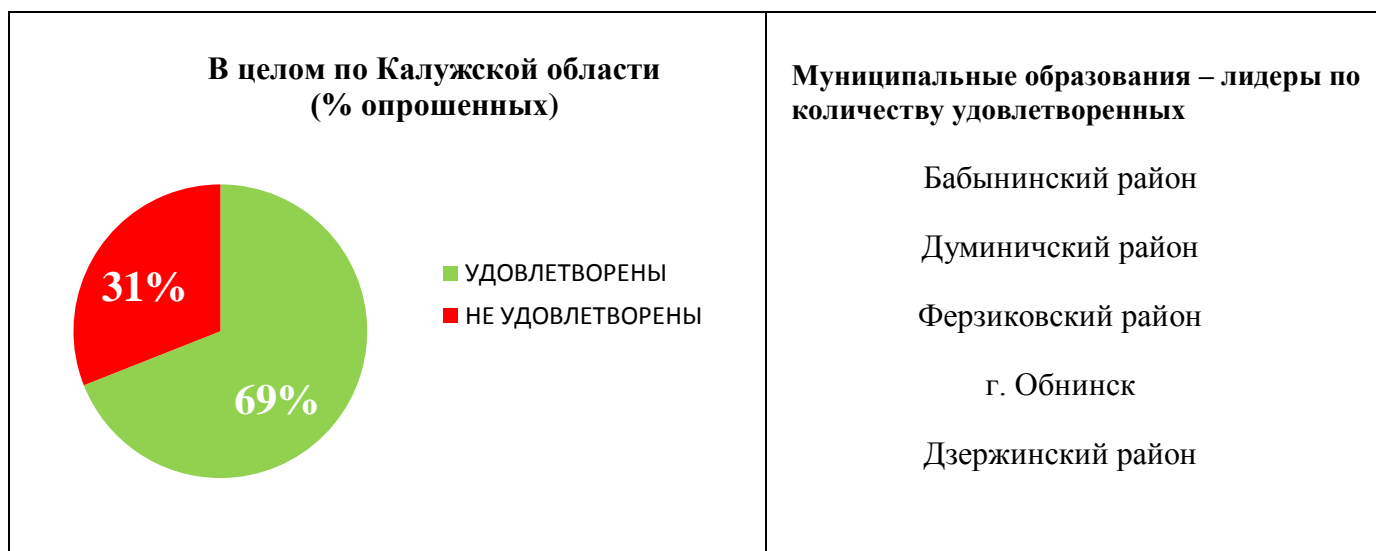 В целом по Калужской области
(% опрошенных)
31%
69%
УДОВЛЕТВОРЕНЫ
НЕ УДОВЛЕТВОРЕНЫ
Муниципальные образования – лидеры по
количеству удовлетворенных
Бабынинский район
Думиничский район
Ферзиковский район
г. Обнинск
Дзержинский район